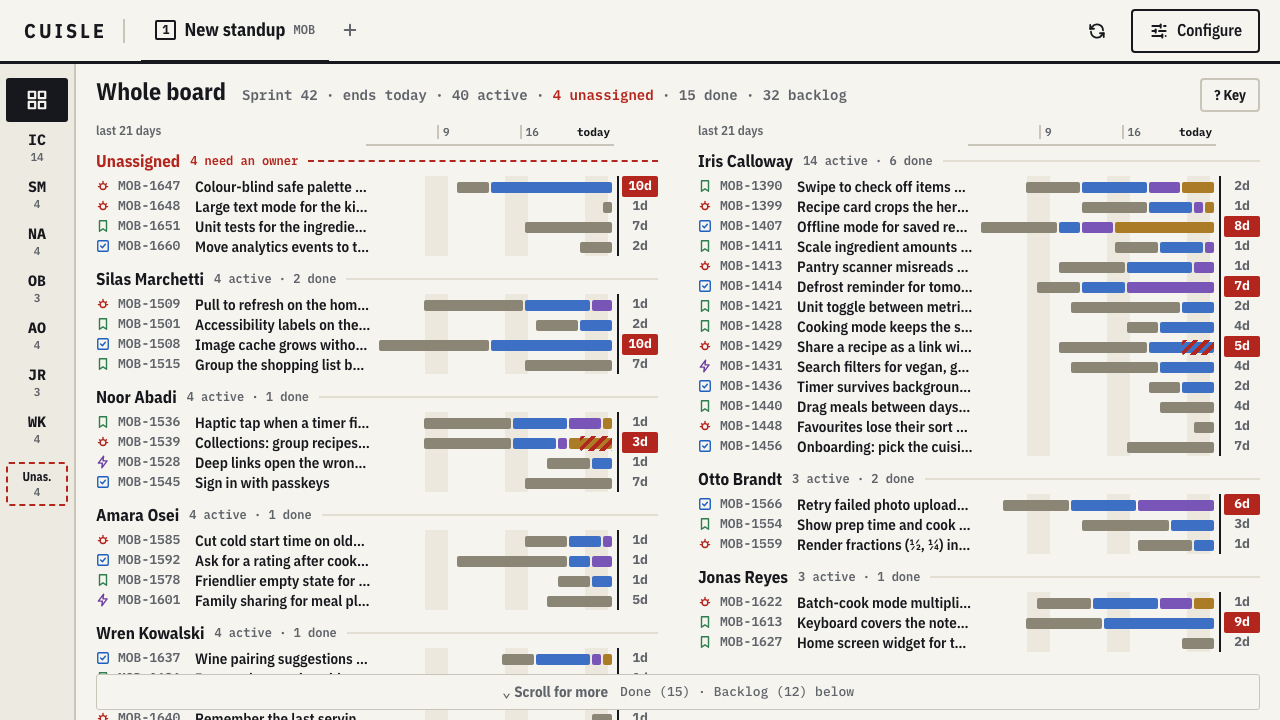 CUISLE
1 New standup MOB +
Configure
IC
14
SM
4
NA
4
OB
3
AO
4
JR
3
WK
4
Unas.
4
Whole board Sprint 42 · ends today · 40 active · 4 unassigned · 15 done · 32 backlog
? Key
last 21 days 9 16 today
Unassigned 4 need an owner
MOB-1647 Colour-blind safe palette ... 10d
MOB-1648 Large text mode for the ki... 1d
MOB-1651 Unit tests for the ingredie... 7d
MOB-1660 Move analytics events to t... 2d
Silas Marchetti 4 active · 2 done
MOB-1509 Pull to refresh on the hom... 1d
MOB-1501 Accessibility labels on the... 2d
MOB-1508 Image cache grows witho... 10d
MOB-1515 Group the shopping list b... 7d
Noor Abadi 4 active · 1 done
MOB-1536 Haptic tap when a timer fi... 1d
MOB-1539 Collections: group recipes... 3d
MOB-1528 Deep links open the wron... 1d
MOB-1545 Sign in with passkeys 7d
Amara Osei 4 active · 1 done
MOB-1585 Cut cold start time on old... 1d
MOB-1592 Ask for a rating after cook... 1d
MOB-1578 Friendlier empty state for ... 1d
MOB-1601 Family sharing for meal pl... 5d
Wren Kowalski 4 active · 1 done
MOB-1637 Wine pairing suggestions ... 1d
MOB-1640 Remember the last servin... 1d
last 21 days 9 16 today
Iris Calloway 14 active · 6 done
MOB-1390 Swipe to check off items ... 2d
MOB-1399 Recipe card crops the her... 1d
MOB-1407 Offline mode for saved re... 8d
MOB-1411 Scale ingredient amounts ... 1d
MOB-1413 Pantry scanner misreads ... 1d
MOB-1414 Defrost reminder for tomo... 7d
MOB-1421 Unit toggle between metri... 2d
MOB-1428 Cooking mode keeps the s... 4d
MOB-1429 Share a recipe as a link wi... 5d
MOB-1431 Search filters for vegan, g... 4d
MOB-1436 Timer survives backgroun... 2d
MOB-1440 Drag meals between days... 4d
MOB-1448 Favourites lose their sort ... 1d
MOB-1456 Onboarding: pick the cuisi... 7d
Otto Brandt 3 active · 2 done
MOB-1566 Retry failed photo upload... 6d
MOB-1554 Show prep time and cook ... 3d
MOB-1559 Render fractions (½, ¼) in... 1d
Jonas Reyes 3 active · 1 done
MOB-1622 Batch-cook mode multipli... 1d
MOB-1613 Keyboard covers the note... 9d
MOB-1627 Home screen widget for t... 2d
Scroll for more Done (15) · Backlog (12) below